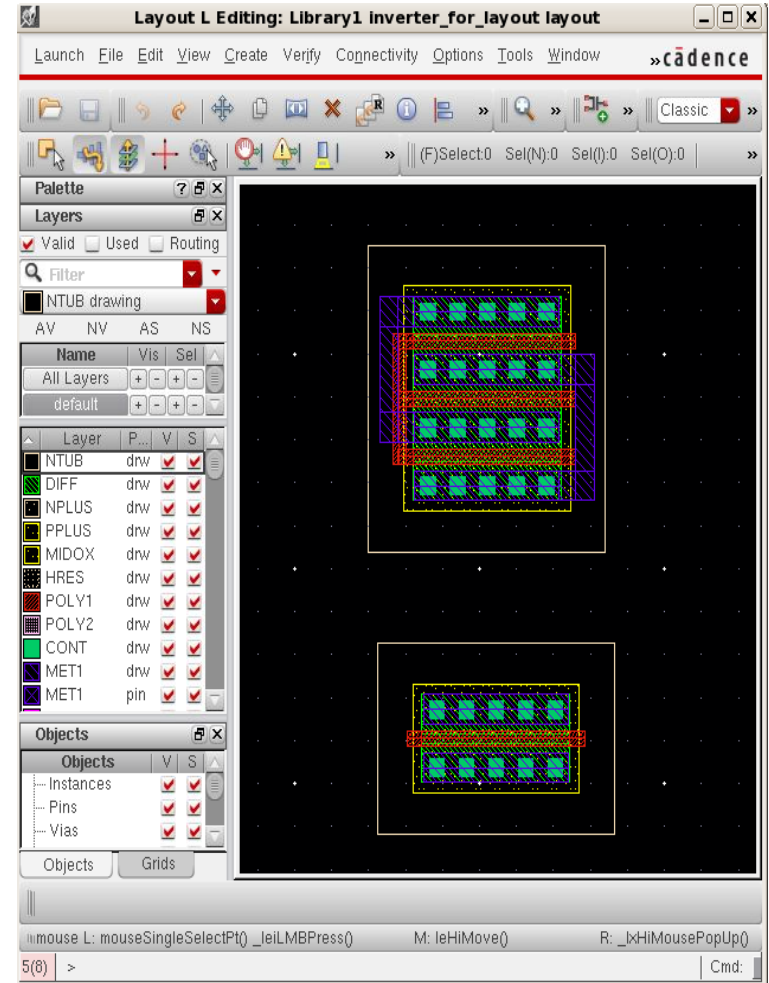 Layout L Editing: Library1 inverter_for_layout layout
Launch File Edit View Create Verify Connectivity Options Tools Window »cādence
R » » » Classic »
» (F)Select:0 Sel(N):0 Sel(I):0 Sel(O):0 »
Palette ?
Layers
Valid Used Routing
Filter
NTUB drawing
AV NV AS NS
Name Vis Sel
All Layers + - + -
default + - + -
Layer P... V S
NTUB drw
DIFF drw
NPLUS drw
PPLUS drw
MIDOX drw
HRES drw
POLY1 drw
POLY2 drw
CONT drw
MET1 drw
MET1 pin
Objects
Objects V S
Instances
Pins
Vias
Objects Grids
mouse L: mouseSingleSelectPt() _leiLMBPress() M: leHiMove() R: _lxHiMousePopUp()
5(8) > Cmd: